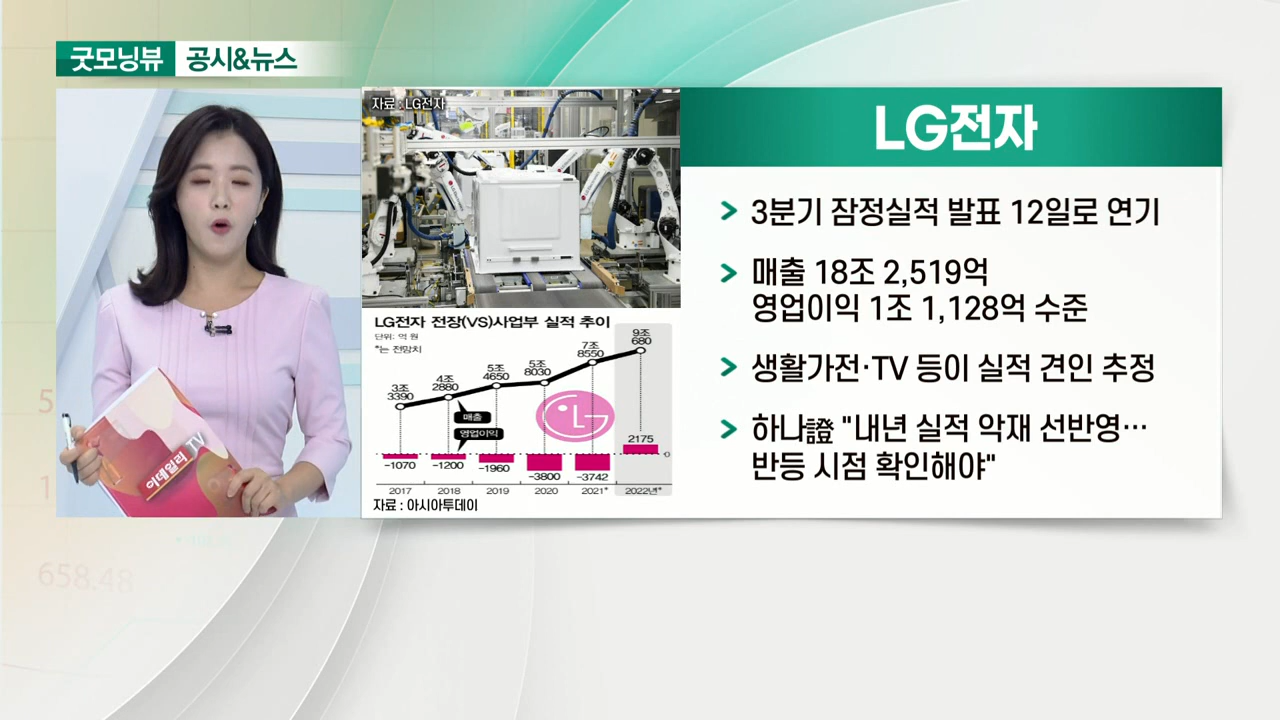 굿모닝뷰 공시&뉴스
자료 : LG전자
LG전자
3분기 잠정실적 발표 12일로 연기
매출 18조 2,519억
영업이익 1조 1,128억 수준
생활가전·TV 등이 실적 견인 추정
하나證 "내년 실적 악재 선반영…
반등 시점 확인해야"
LG전자 전장(VS)사업부 실적 추이
단위: 억 원
*는 전망치
3조
3390
4조
2880
5조
4650
5조
8030
7조
8550
9조
680
매출
영업이익
LG
-1070
-1200
-1960
-3800
-3742
2175
0
2017
2018
2019
2020
2021*
2022년*
자료 : 아시아투데이
이데일리 TV
658.48